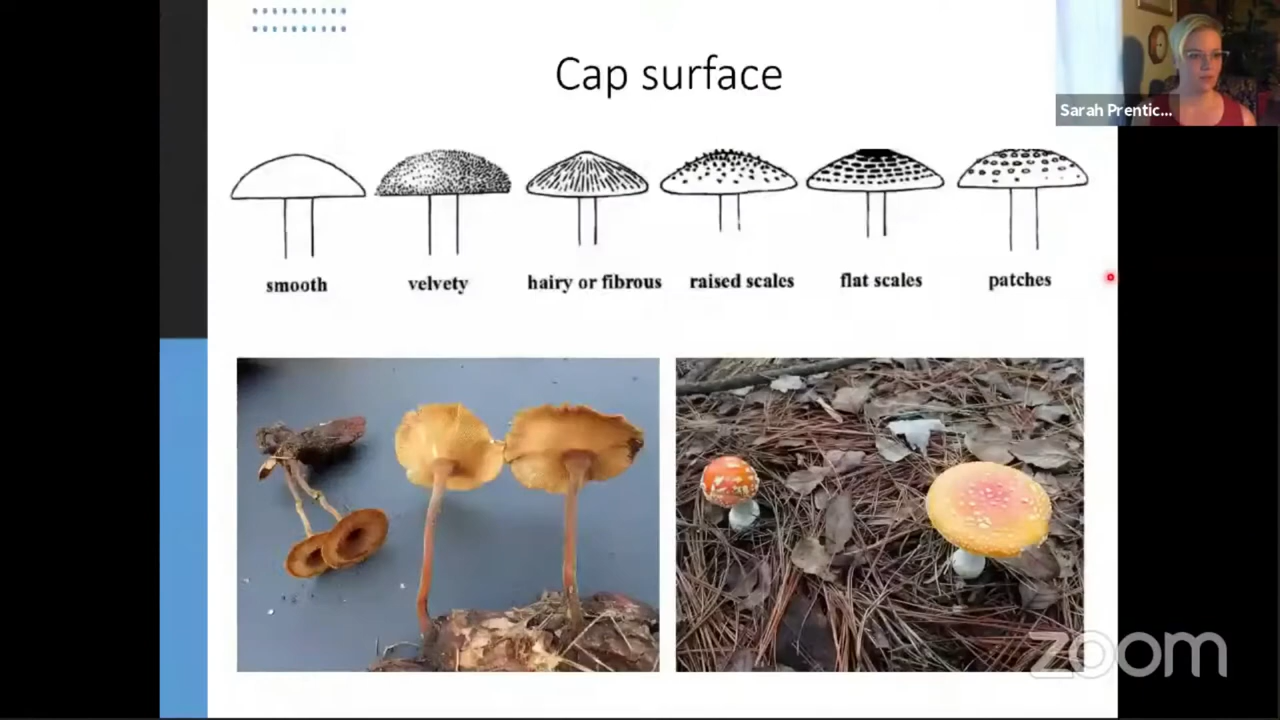 Cap surface
Sarah Prentic...
smooth
velvety
hairy or fibrous
raised scales
flat scales
patches
zoom